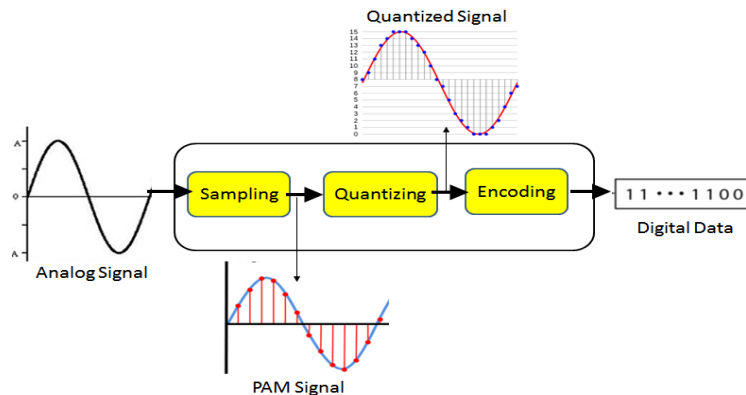 Quantized Signal
15
14
13
12
11
10
9
8
7
6
5
4
3
2
1
0
A
0
A
Analog Signal
Sampling
Quantizing
Encoding
11 ••• 1100
Digital Data
PAM Signal